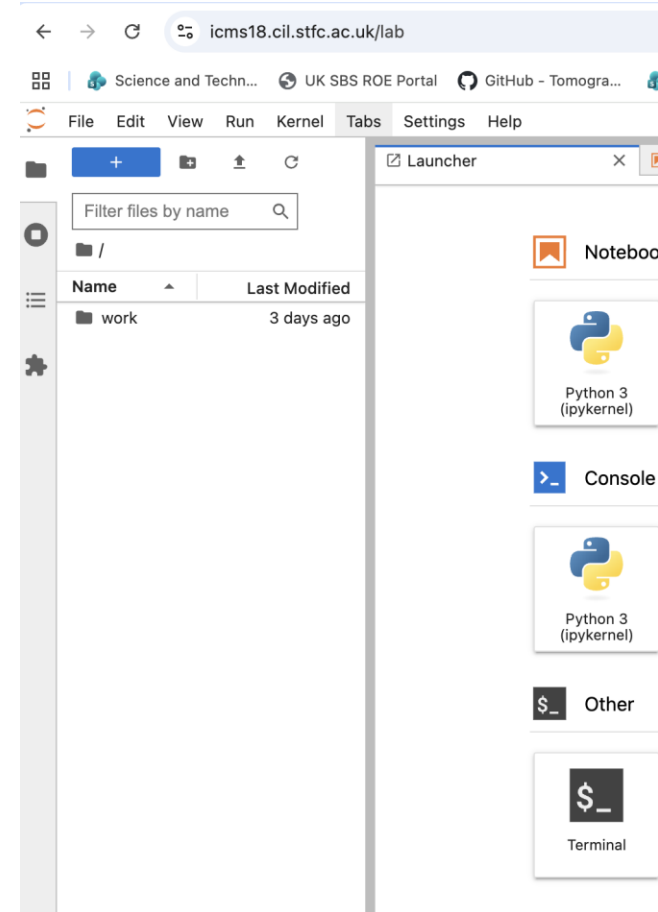 icms18.cil.stfc.ac.uk/lab
Science and Techn... UK SBS ROE Portal GitHub - Tomogra...
File Edit View Run Kernel Tabs Settings Help
+
Launcher
Filter files by name
/
Name Last Modified
work 3 days ago
Noteboo
Python 3
(ipykernel)
>_ Console
Python 3
(ipykernel)
$_ Other
$_
Terminal